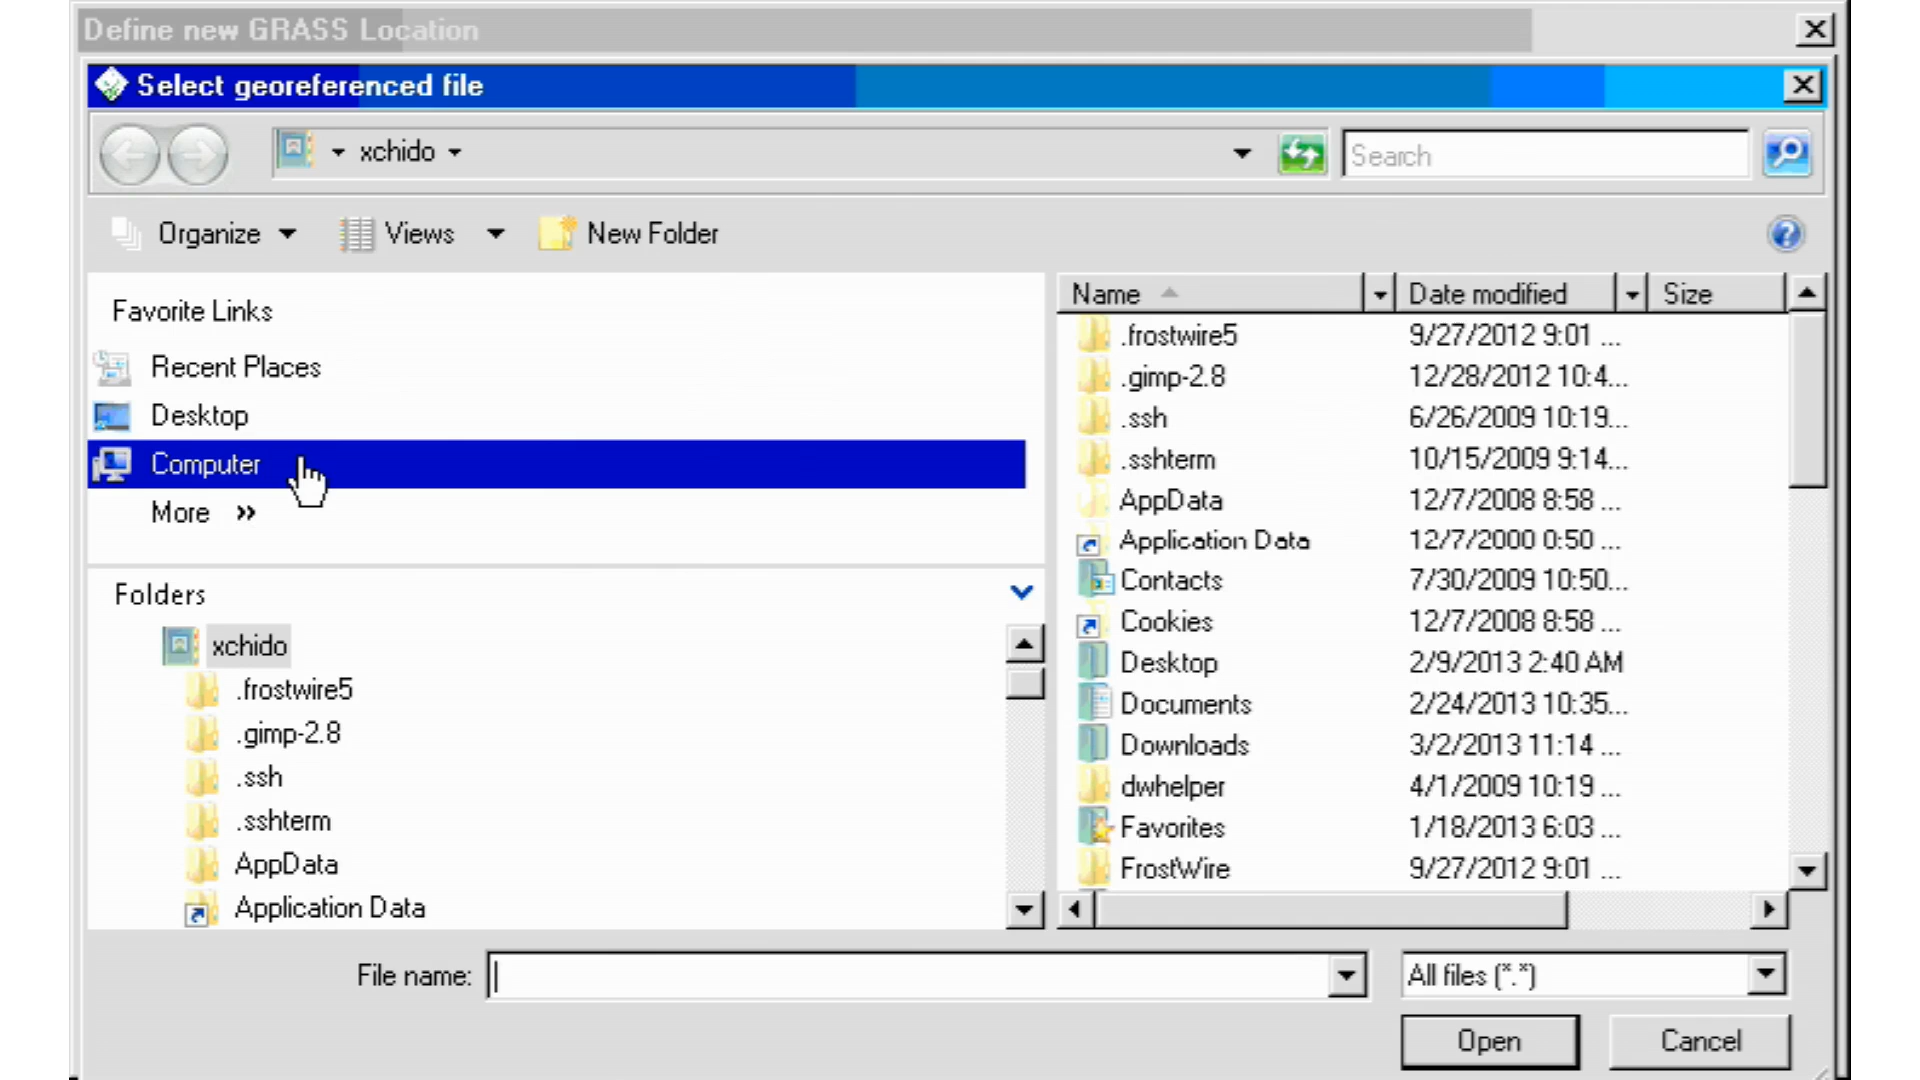 Define new GRASS Location
Select georeferenced file
xchido
Search
Organize
Views
New Folder
Favorite Links
Recent Places
Desktop
Computer
More »
Folders
xchido
.frostwire5
.gimp-2.8
.ssh
.sshterm
AppData
Application Data
Name Date modified Size
.frostwire5 9/27/2012 9:01 ...
.gimp-2.8 12/28/2012 10:4...
.ssh 6/26/2009 10:19...
.sshterm 10/15/2009 9:14...
AppData 12/7/2008 8:58 ...
Application Data 12/7/2000 0:50 ...
Contacts 7/30/2009 10:50...
Cookies 12/7/2008 8:58 ...
Desktop 2/9/2013 2:40 AM
Documents 2/24/2013 10:35...
Downloads 3/2/2013 11:14 ...
dwhelper 4/1/2009 10:19 ...
Favorites 1/18/2013 6:03 ...
FrostWire 9/27/2012 9:01 ...
File name:
All files (*.*)
Open
Cancel